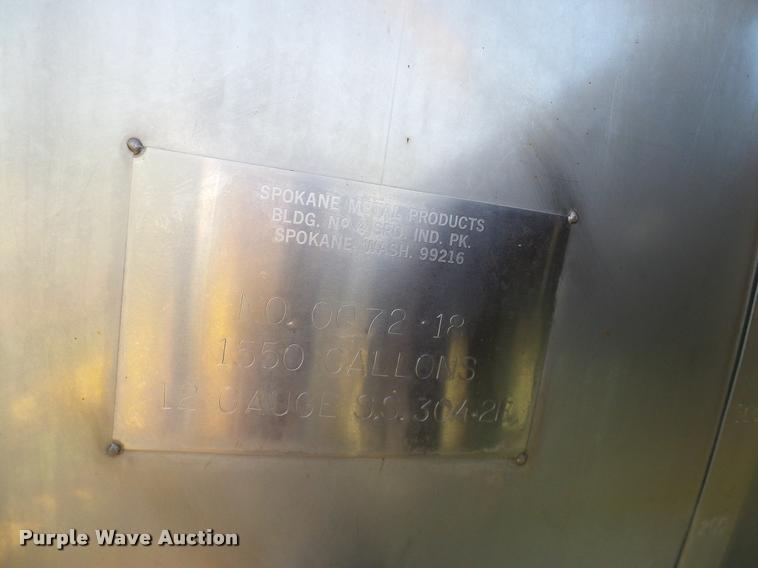 SPOKANE METAL PRODUCTS
BLDG. No 4 SPO. IND. PK.
SPOKANE, WASH. 99216
NO. 0072-18
1550 GALLONS
12 GAUGE S.S. 304-2B
Purple Wave Auction